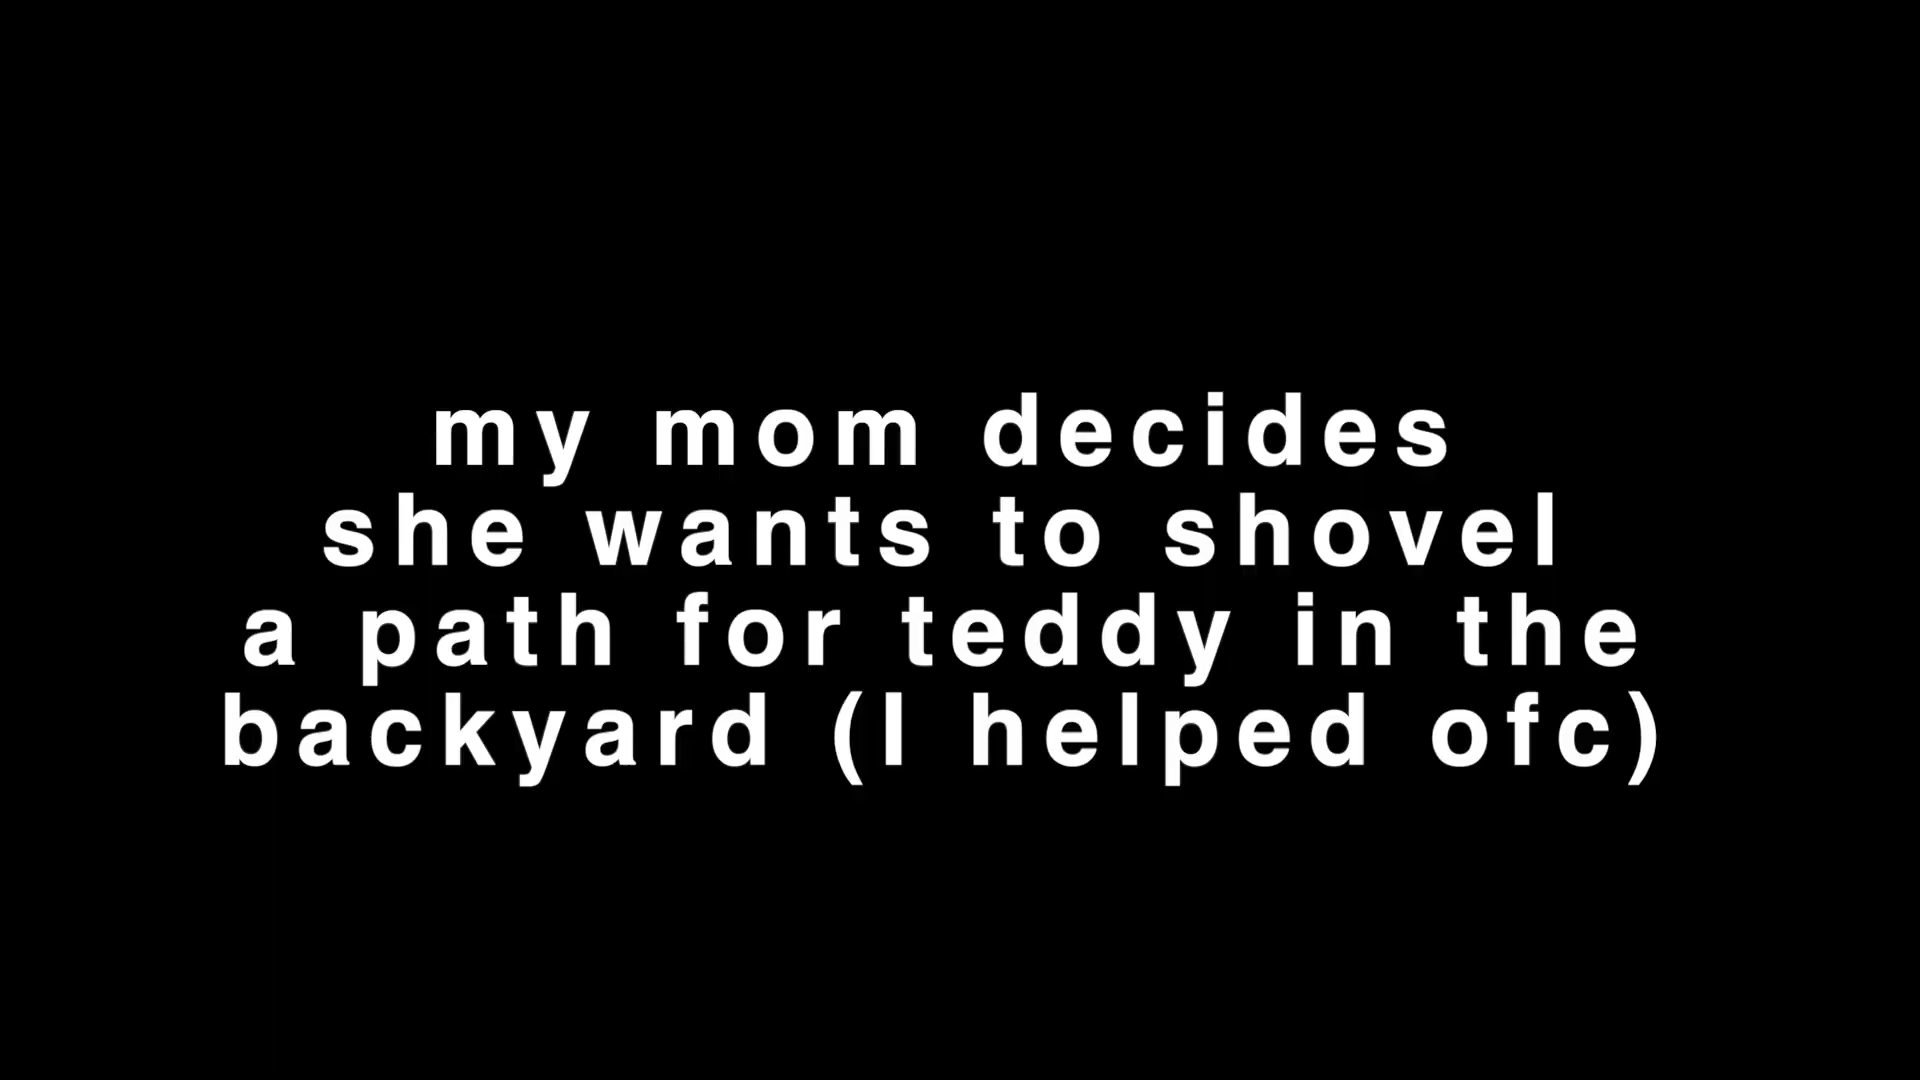 my mom decides
she wants to shovel
a path for teddy in the
backyard (I helped ofc)